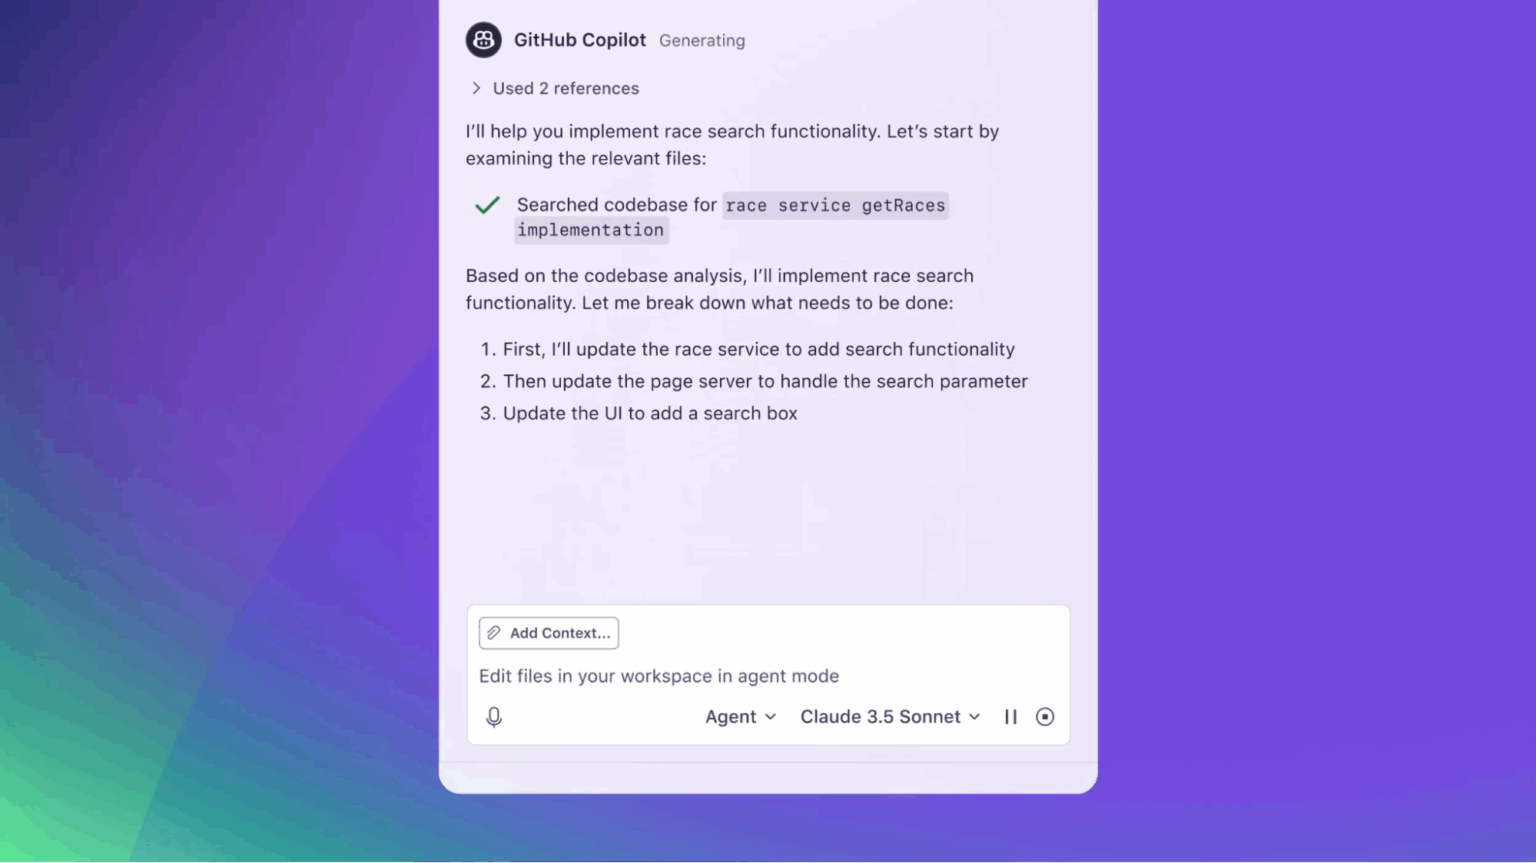 GitHub Copilot Generating
Used 2 references
I’ll help you implement race search functionality. Let’s start by
examining the relevant files:
Searched codebase for race service getRaces
implementation
Based on the codebase analysis, I’ll implement race search
functionality. Let me break down what needs to be done:
1. First, I’ll update the race service to add search functionality
2. Then update the page server to handle the search parameter
3. Update the UI to add a search box
Add Context...
Edit files in your workspace in agent mode
Agent Claude 3.5 Sonnet